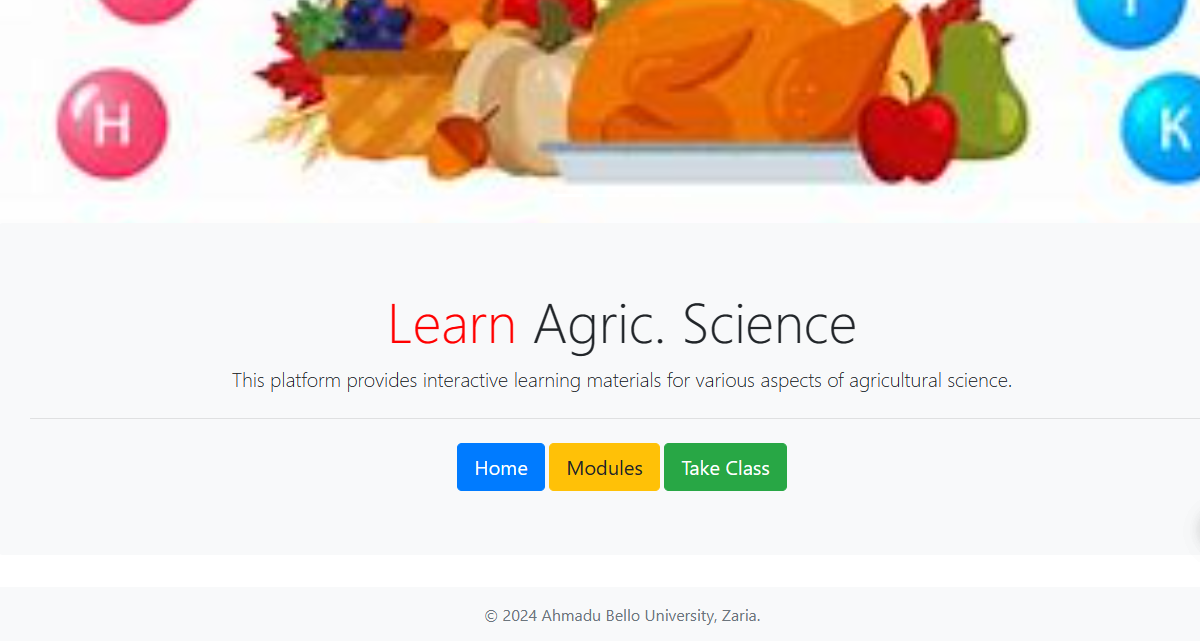 H
K
Learn Agric. Science
This platform provides interactive learning materials for various aspects of agricultural science.
Home Modules Take Class
© 2024 Ahmadu Bello University, Zaria.